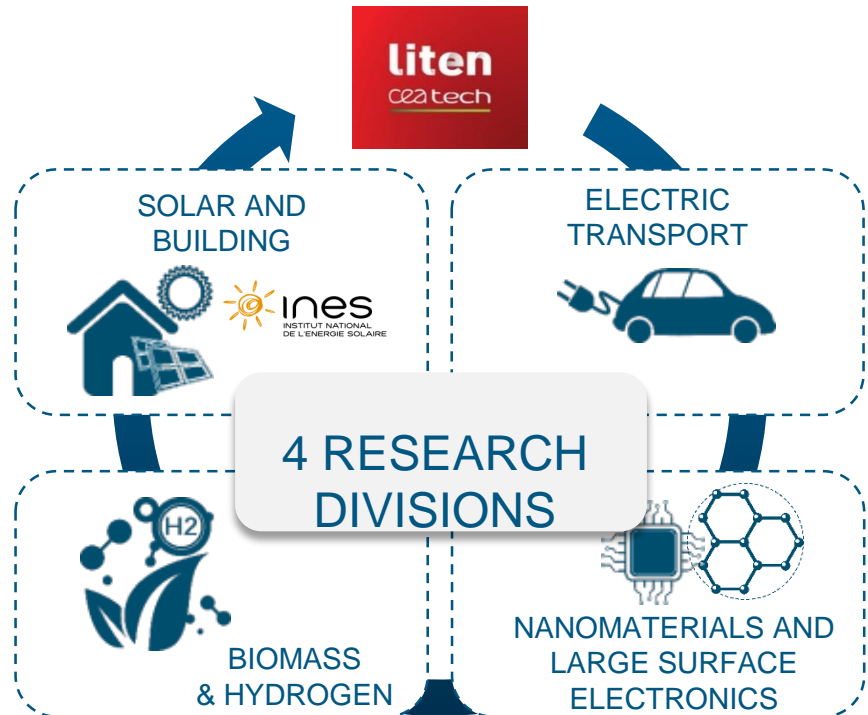 liten
cea tech
SOLAR AND
BUILDING
ines
INSTITUT NATIONAL
DE L'ENERGIE SOLAIRE
ELECTRIC
TRANSPORT
4 RESEARCH
DIVISIONS
H2
BIOMASS
& HYDROGEN
NANOMATERIALS AND
LARGE SURFACE
ELECTRONICS